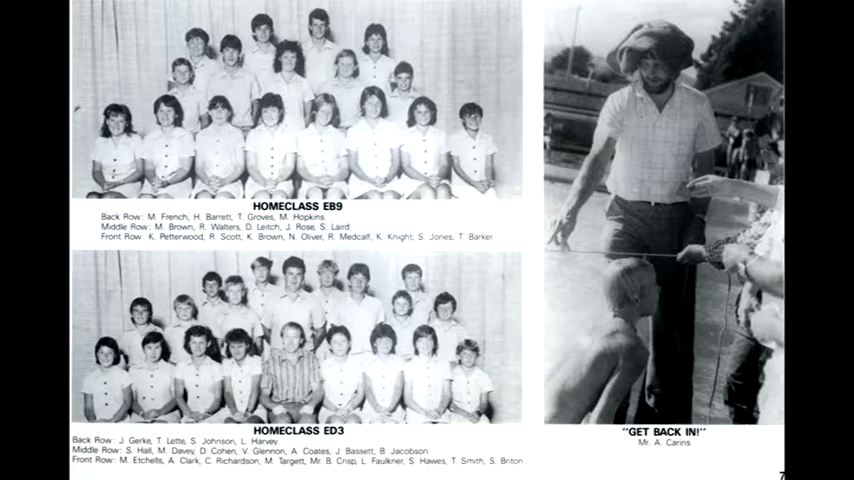 HOMECLASS EB9
Back Row: M. French, H. Barrett, T. Groves, M. Hopkins.
Middle Row: M. Brown, R. Walters, D. Leitch, J. Rose, S. Laird.
Front Row: K. Petterwood, R. Scott, K. Brown, N. Oliver, R. Medcalf, K. Knight, S. Jones, T. Barker
HOMECLASS ED3
Back Row: J. Gerke, T. Lette, S. Johnson, L. Harvey
Middle Row: S. Hall, M. Davey, D. Cohen, V. Glennon, A. Coates, J. Bassett, B. Jacobson.
Front Row: M. Etchells, A. Clark, C. Richardson, M. Targett, Mr. B. Crisp, L. Faulkner, S. Hawes, T. Smith, S. Briton
"GET BACK IN!"
Mr. A. Carins
7